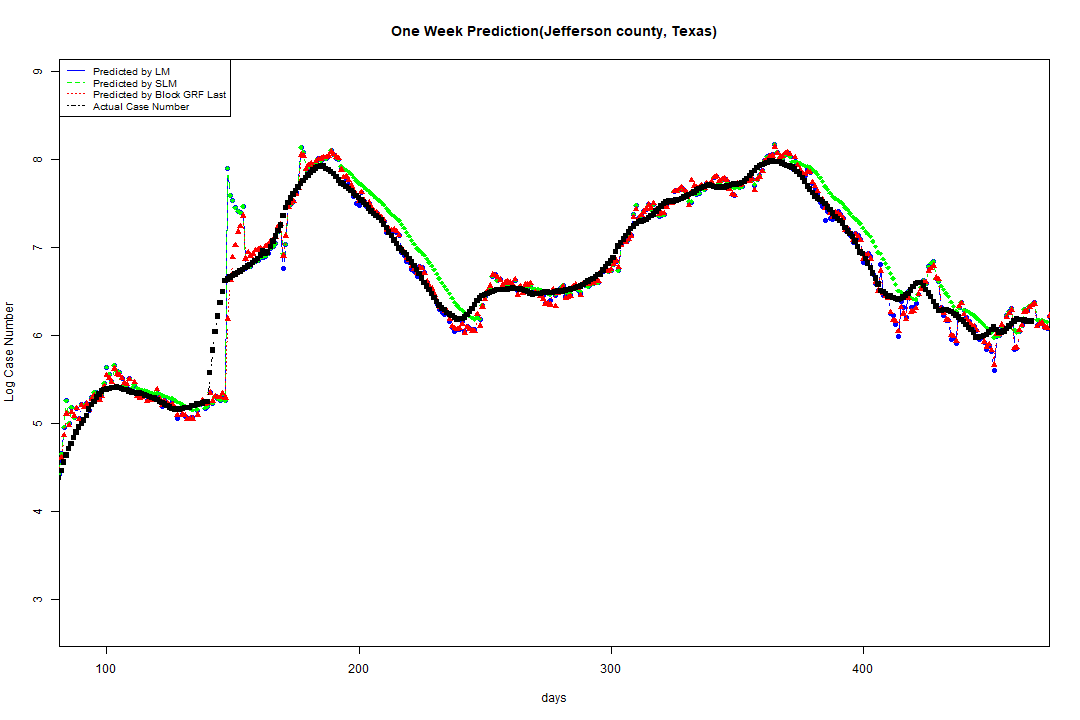 One Week Prediction(Jefferson county, Texas)
Predicted by LM
Predicted by SLM
Predicted by Block GRF Last
Actual Case Number
9
8
7
6
5
4
3
Log Case Number
100 200 300 400
days